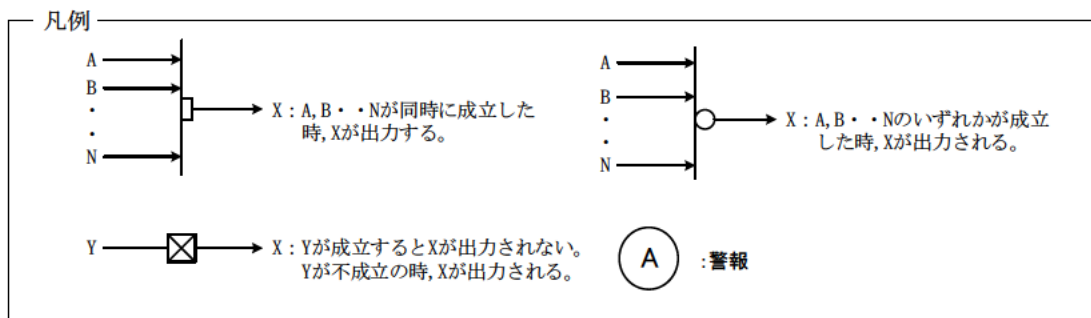 凡例
A
B
・
・
N
X：A,B・・Nが同時に成立した
時,Xが出力する。
A
B
・
・
N
X：A,B・・Nのいずれかが成立
した時,Xが出力される。
Y
X：Yが成立するとXが出力されない。
Yが不成立の時,Xが出力される。
A
:警報